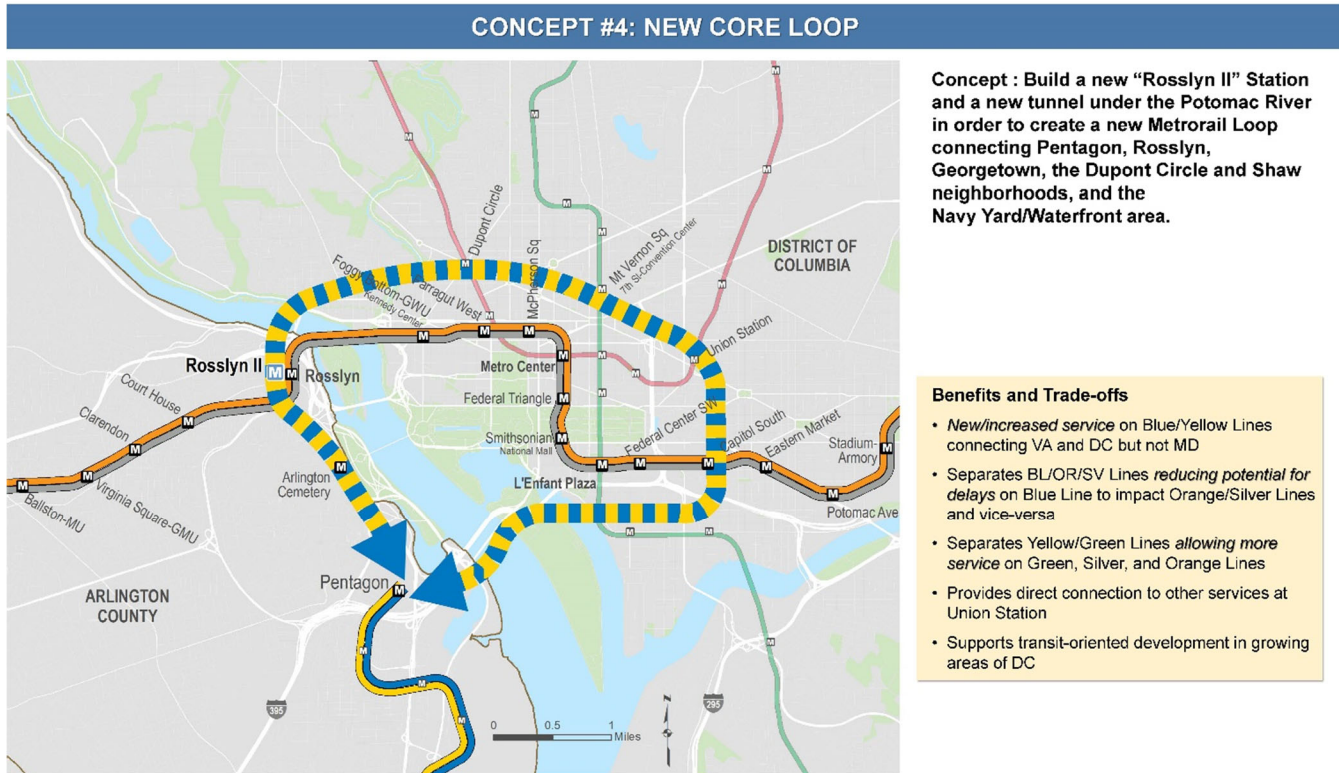 CONCEPT #4: NEW CORE LOOP
Concept : Build a new “Rosslyn II” Station
and a new tunnel under the Potomac River
in order to create a new Metrorail Loop
connecting Pentagon, Rosslyn,
Georgetown, the Dupont Circle and Shaw
neighborhoods, and the
Navy Yard/Waterfront area.
Dupont Circle
Mt Vernon Sq
7th St-Convention Center
DISTRICT OF
COLUMBIA
Foggy Bottom-GWU
Kennedy Center
Farragut West
McPherson Sq
Union Station
Rosslyn II
M
Rosslyn
Metro Center
Court House
Federal Triangle
Clarendon
Smithsonian
National Mall
Federal Center SW
Capitol South
Eastern Market
Stadium-
Armory
Arlington
Cemetery
L'Enfant Plaza
Virginia Square-GMU
Ballston-MU
Potomac Ave
Pentagon
ARLINGTON
COUNTY
395
295
N
0 0.5 1
Miles
Benefits and Trade-offs
• New/increased service on Blue/Yellow Lines
connecting VA and DC but not MD
• Separates BL/OR/SV Lines reducing potential for
delays on Blue Line to impact Orange/Silver Lines
and vice-versa
• Separates Yellow/Green Lines allowing more
service on Green, Silver, and Orange Lines
• Provides direct connection to other services at
Union Station
• Supports transit-oriented development in growing
areas of DC